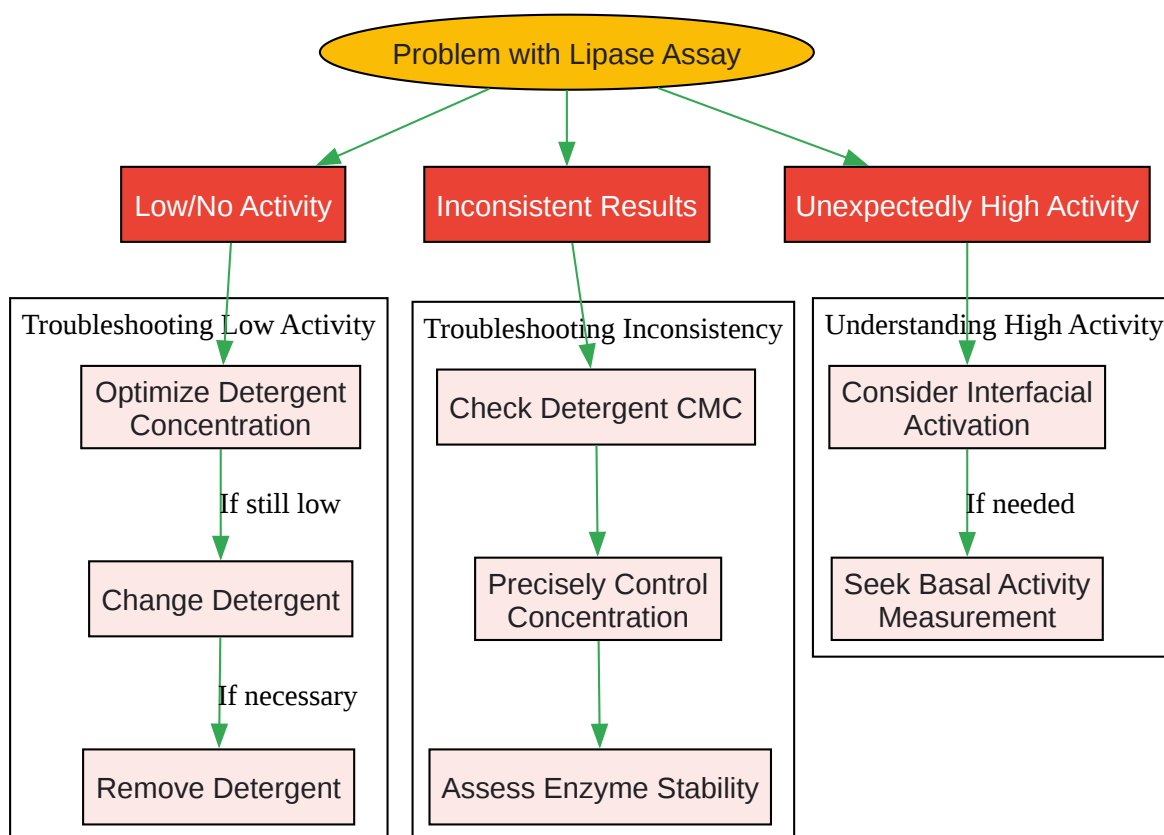 Problem with Lipase Assay
Low/No Activity
Inconsistent Results
Unexpectedly High Activity
Troubleshooting Low Activity
Optimize Detergent
Concentration
If still low
Change Detergent
If necessary
Remove Detergent
Troubleshooting Inconsistency
Check Detergent CMC
Precisely Control
Concentration
Assess Enzyme Stability
Understanding High Activity
Consider Interfacial
Activation
If needed
Seek Basal Activity
Measurement